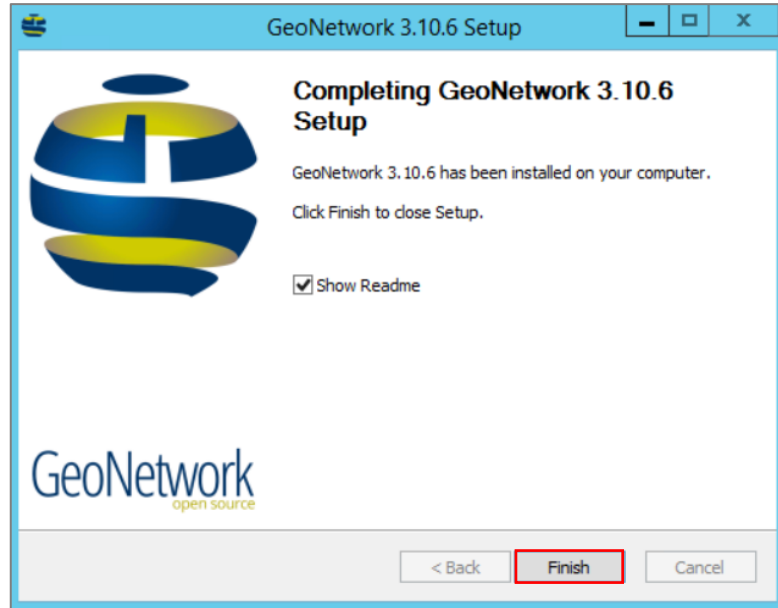 GeoNetwork 3.10.6 Setup
Completing GeoNetwork 3.10.6
Setup
GeoNetwork 3.10.6 has been installed on your computer.
Click Finish to close Setup.
Show Readme
GeoNetwork
open source
< Back
Finish
Cancel